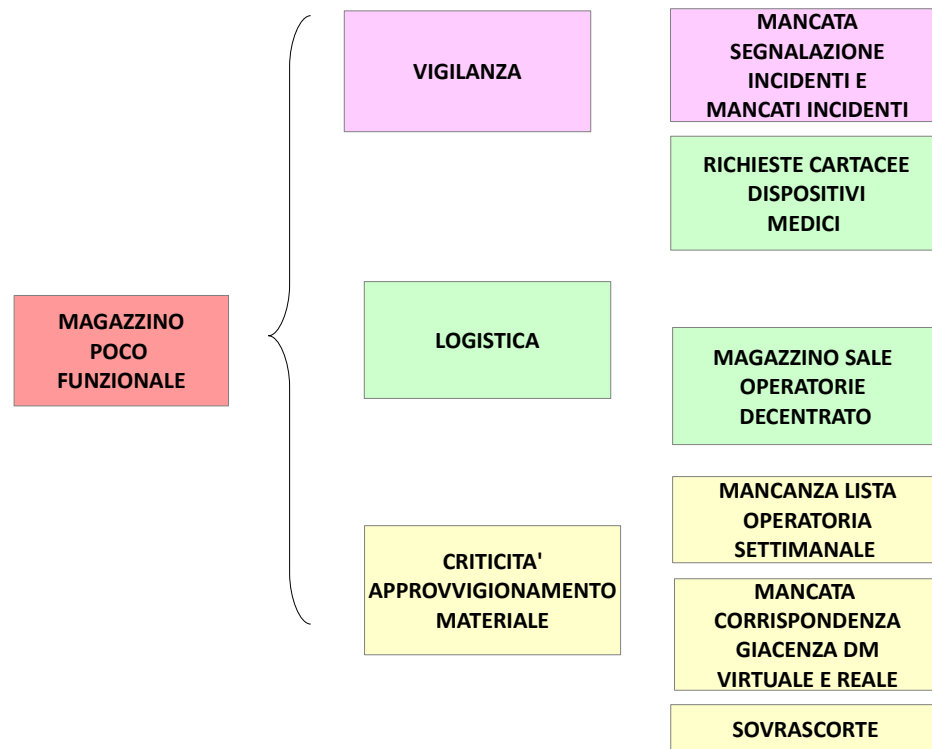 MAGAZZINO
POCO
FUNZIONALE
VIGILANZA
MANCATA
SEGNALAZIONE
INCIDENTI E
MANCATI INCIDENTI
RICHIESTE CARTACEE
DISPOSITIVI
MEDICI
LOGISTICA
MAGAZZINO SALE
OPERATORIE
DECENTRATO
CRITICITA'
APPROVVIGIONAMENTO
MATERIALE
MANCANZA LISTA
OPERATORIA
SETTIMANALE
MANCATA
CORRISPONDENZA
GIACENZA DM
VIRTUALE E REALE
SOVRASCORTE